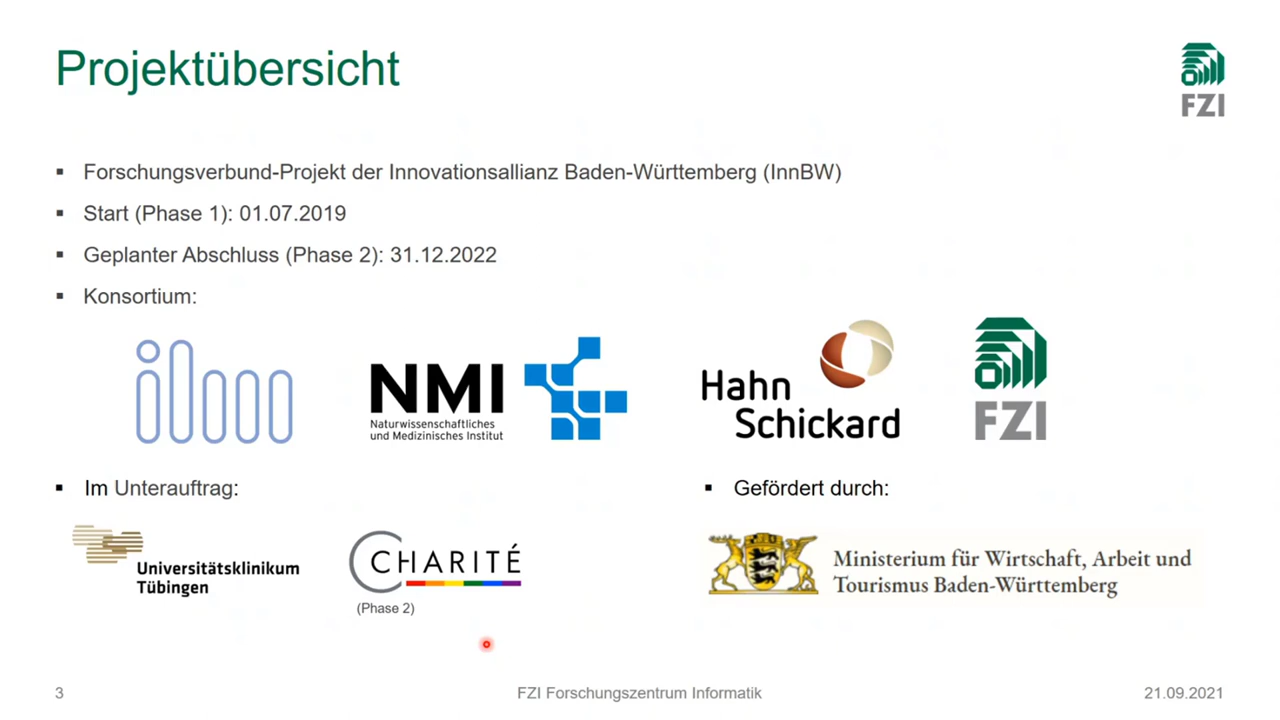 Projektübersicht
FZI
▪ Forschungsverbund-Projekt der Innovationsallianz Baden-Württemberg (InnBW)
▪ Start (Phase 1): 01.07.2019
▪ Geplanter Abschluss (Phase 2): 31.12.2022
▪ Konsortium:
ilm
NMI
Naturwissenschaftliches
und Medizinisches Institut
Hahn
Schickard
FZI
▪ Im Unterauftrag:
▪ Gefördert durch:
Universitätsklinikum
Tübingen
CHARITÉ
(Phase 2)
Ministerium für Wirtschaft, Arbeit und
Tourismus Baden-Württemberg
3
FZI Forschungszentrum Informatik
21.09.2021